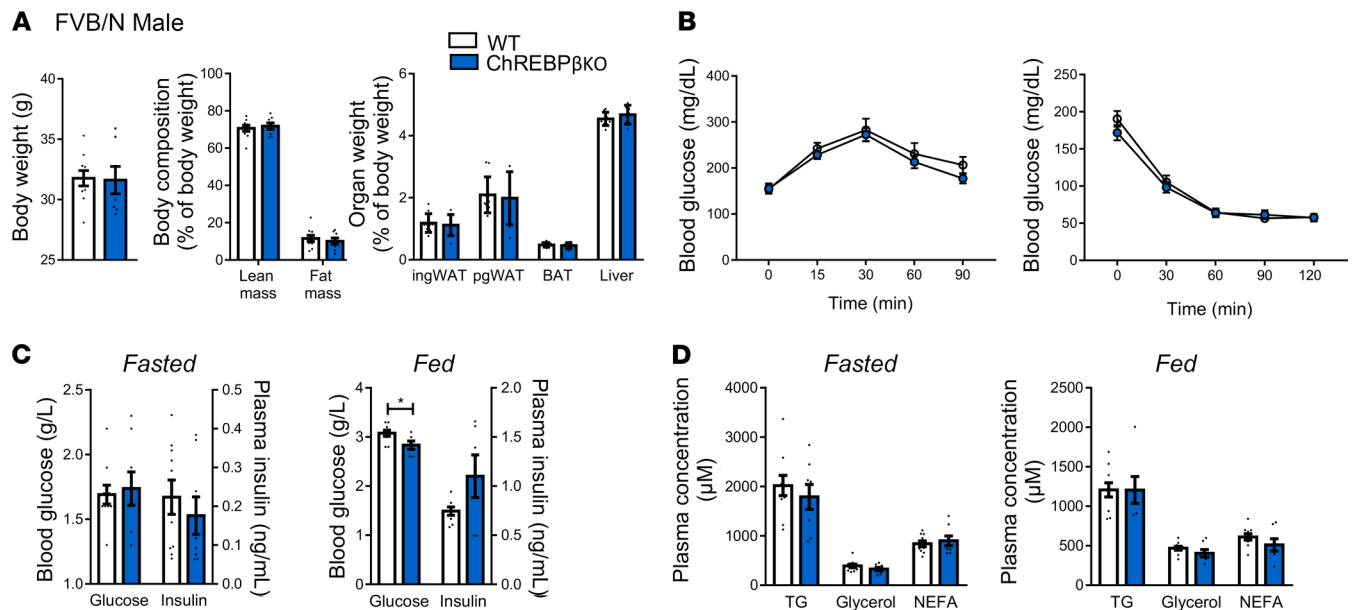 A FVB/N Male
WT
ChREBPβKO
Body weight (g)
40
35
30
25
Body composition
(% of body weight)
100
80
60
40
20
0
Lean
mass
Fat
mass
Organ weight
(% of body weight)
6
4
2
0
ingWAT pgWAT BAT Liver
B
Blood glucose (mg/dL)
400
300
200
100
0
0 15 30 60 90
Time (min)
Blood glucose (mg/dL)
250
200
150
100
50
0
0 30 60 90 120
Time (min)
C
Fasted
Blood glucose (g/L)
2.5
2.0
1.5
1.0
Glucose Insulin
0.5
0.4
0.3
0.2
0.1
0.0
Plasma insulin (ng/mL)
Fed
Blood glucose (g/L)
4
3
2
1
0
*
Glucose Insulin
2.0
1.5
1.0
0.5
0.0
Plasma insulin (ng/mL)
D
Fasted
Plasma concentration
(µM)
4000
3000
2000
1000
0
TG Glycerol NEFA
Fed
Plasma concentration
(µM)
2500
2000
1500
1000
500
0
TG Glycerol NEFA